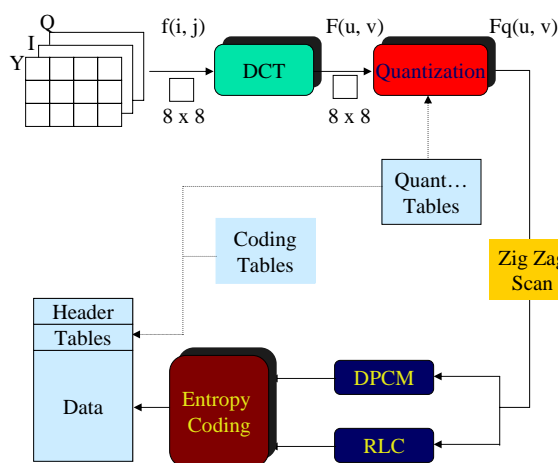 Q
I
Y
f(i, j)
F(u, v)
Fq(u, v)
DCT
Quantization
8 x 8
8 x 8
Quant…
Tables
Coding
Tables
Zig Zag
Scan
Header
Tables
Data
Entropy
Coding
DPCM
RLC